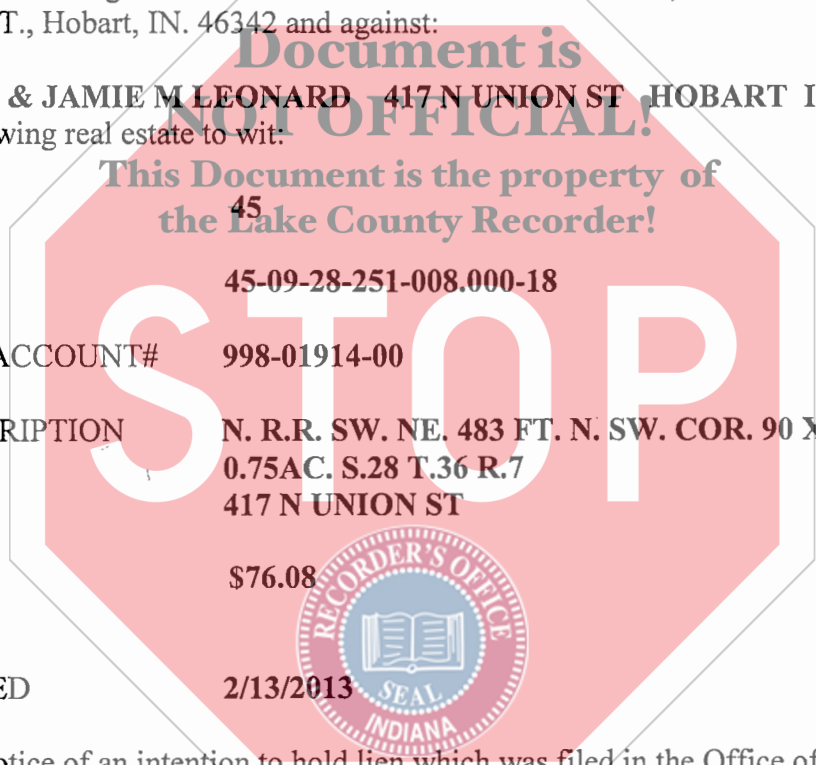 T., Hobart, IN. 46342 and against:
Document is
& JAMIE M LEONARD 417 N UNION ST HOBART I
NOT OFFICIAL!
wing real estate to wit:
This Document is the property of
45
the Lake County Recorder!
45-09-28-251-008.000-18
STOP
ACCOUNT# 998-01914-00
RIPTION N. R.R. SW. NE. 483 FT. N. SW. COR. 90 X
0.75AC. S.28 T.36 R.7
417 N UNION ST
$76.08
RECORDER'S OFFICE
SEAL
INDIANA
ED 2/13/2013
otice of an intention to hold lien which was filed in the Office of